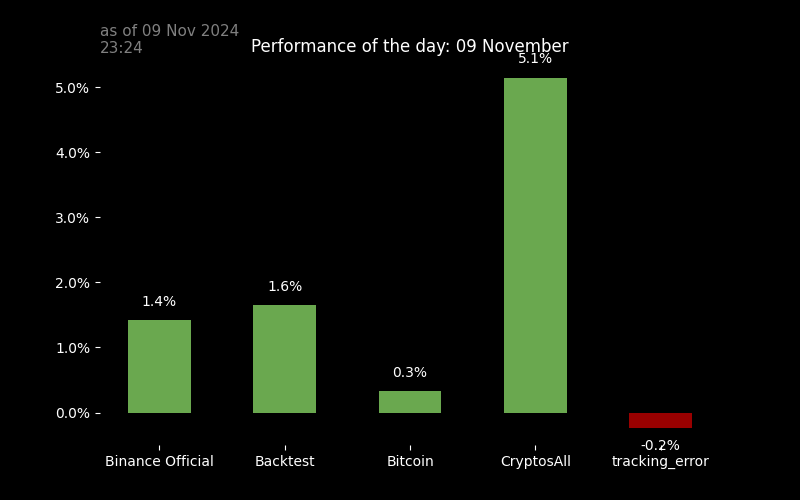 as of 09 Nov 2024
23:24
Performance of the day: 09 November
5.1%
5.0%
4.0%
3.0%
2.0%
1.6%
1.4%
1.0%
0.3%
0.0%
-0.2%
Binance Official
Backtest
Bitcoin
CryptosAll
tracking_error